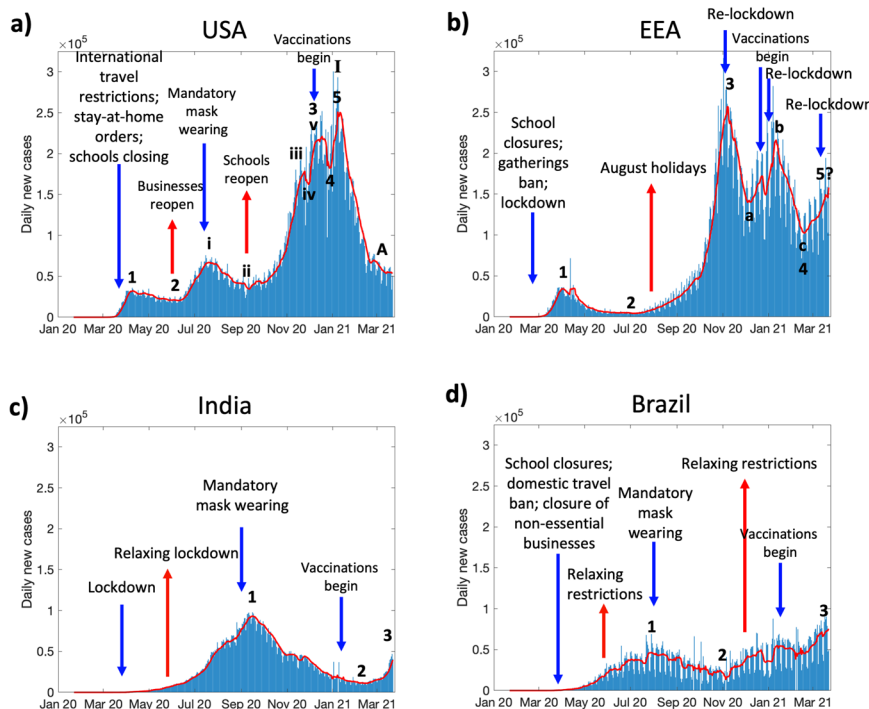 a)
USA
×10⁵
International
travel
restrictions;
stay-at-home
orders;
schools closing
Mandatory
mask
wearing
Businesses
reopen
Schools
reopen
Vaccinations
begin
1
2
i
ii
iii
iv
3
v
4
I
5
A
Daily new cases
3
2.5
2
1.5
1
0.5
0
Jan 20 Mar 20 May 20 Jul 20 Sep 20 Nov 20 Jan 21 Mar 21
b)
EEA
×10⁵
School
closures;
gatherings
ban;
lockdown
August holidays
Re-lockdown
Vaccinations
begin
Re-lockdown
Re-lockdown
1
2
3
a
b
c
4
5?
Daily new cases
3
2.5
2
1.5
1
0.5
0
Jan 20 Mar 20 May 20 Jul 20 Sep 20 Nov 20 Jan 21 Mar 21
c)
India
×10⁵
Lockdown
Relaxing lockdown
Mandatory
mask wearing
Vaccinations
begin
1
2
3
Daily new cases
3
2.5
2
1.5
1
0.5
0
Jan 20 Mar 20 May 20 Jul 20 Sep 20 Nov 20 Jan 21 Mar 21
d)
Brazil
×10⁵
School closures;
domestic travel
ban; closure of
non-essential
businesses
Relaxing
restrictions
Mandatory
mask
wearing
Relaxing restrictions
Vaccinations
begin
1
2
3
Daily new cases
3
2.5
2
1.5
1
0.5
0
Jan 20 Mar 20 May 20 Jul 20 Sep 20 Nov 20 Jan 21 Mar 21